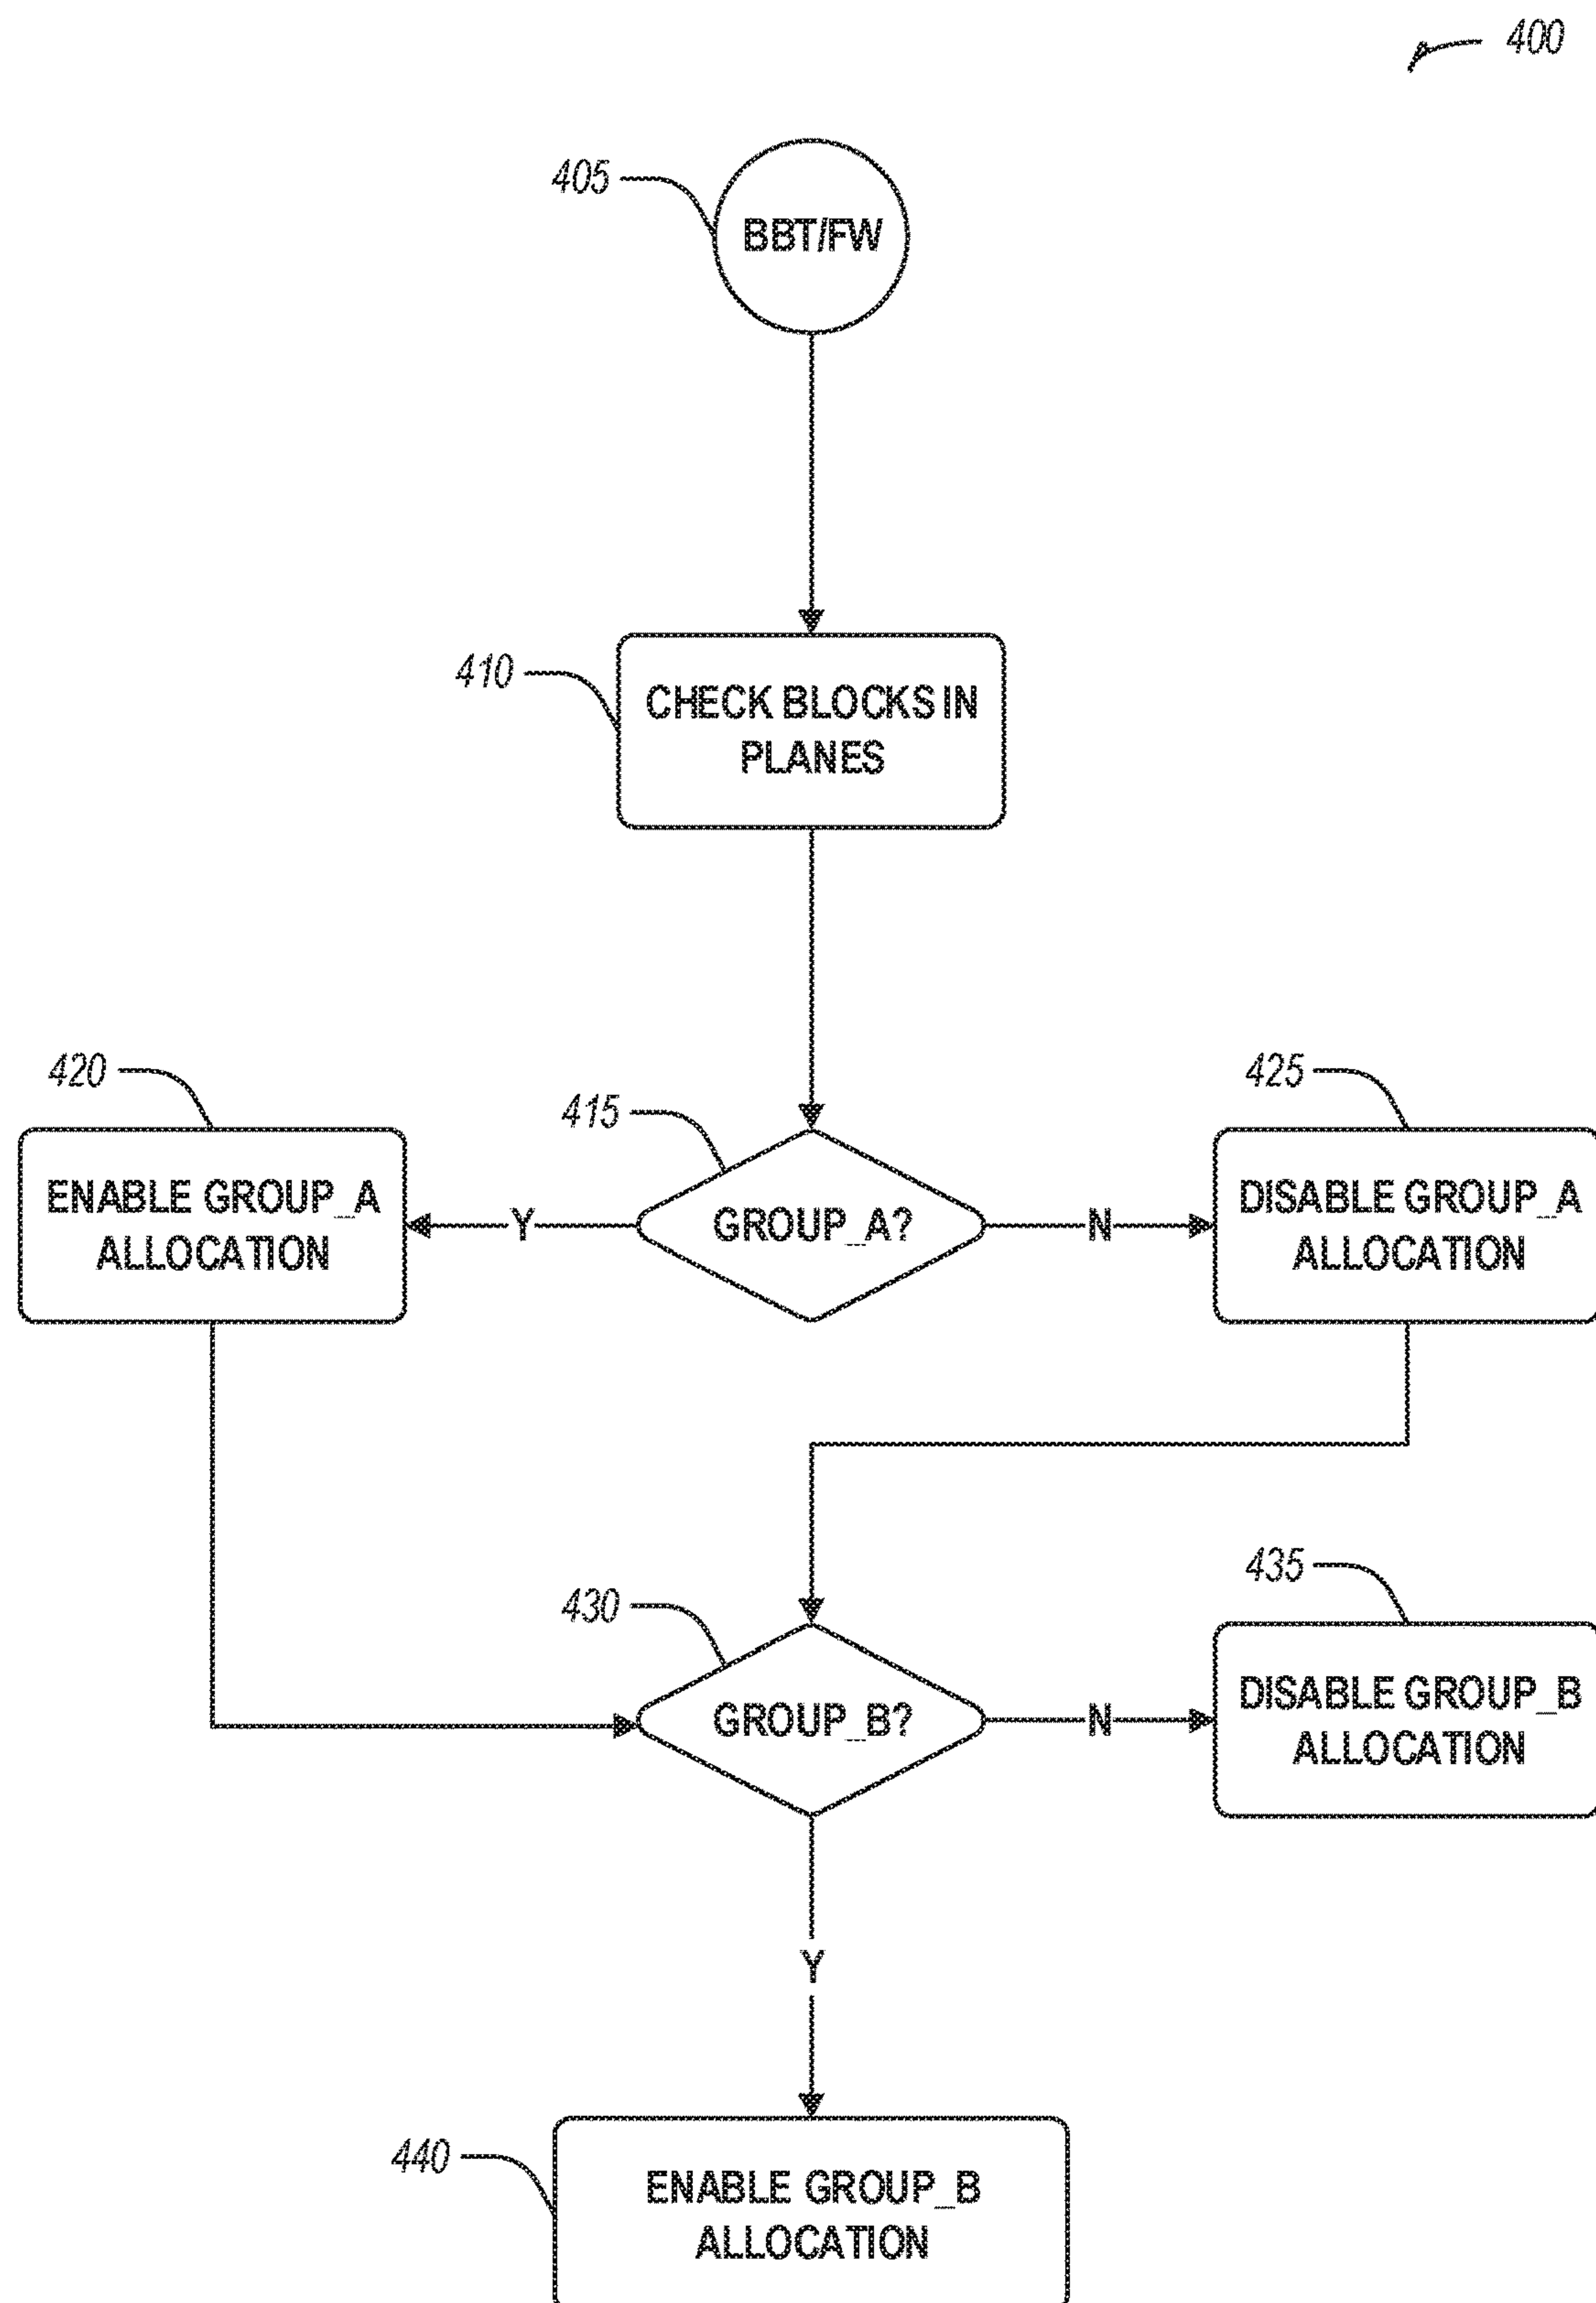 400
405
BBT/FW
410
CHECK BLOCKS IN
PLANES
420
415
425
ENABLE GROUP_A
ALLOCATION
Y
GROUP_A?
N
DISABLE GROUP_A
ALLOCATION
430
435
GROUP_B?
N
DISABLE GROUP_B
ALLOCATION
Y
440
ENABLE GROUP_B
ALLOCATION